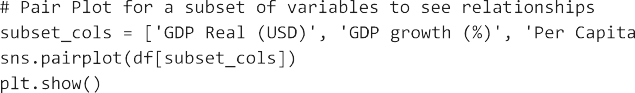 # Pair Plot for a subset of variables to see relationships
subset_cols = ['GDP Real (USD)', 'GDP growth (%)', 'Per Capita
sns.pairplot(df[subset_cols])
plt.show()